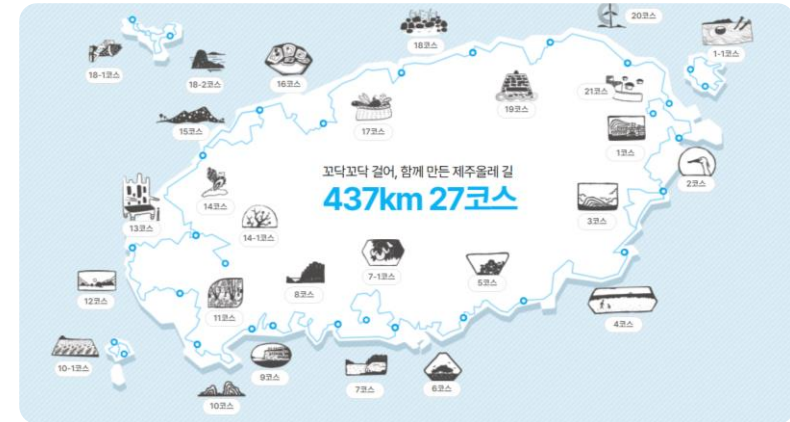 20코스
18코스
1-1코스
18-1코스
18-2코스
16코스
21코스
19코스
15코스
17코스
1코스
꼬닥꼬닥 걸어, 함께 만든 제주올레 길
437km 27코스
2코스
14코스
3코스
13코스
14-1코스
7-1코스
5코스
8코스
12코스
11코스
4코스
10-1코스
9코스
7코스
6코스
10코스